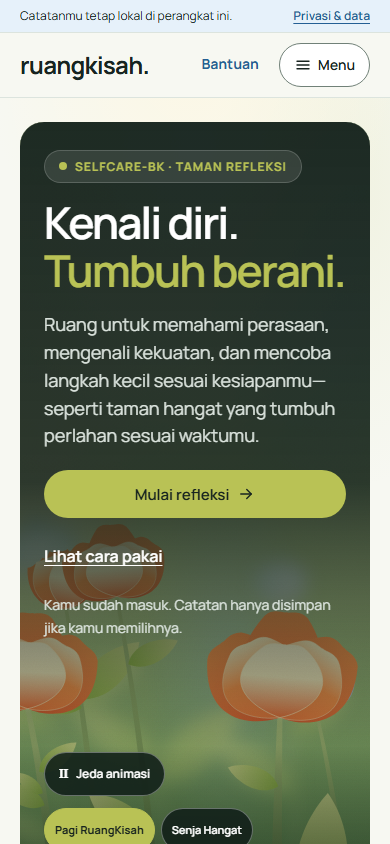 Catatanmu tetap lokal di perangkat ini. Privasi & data
ruangkisah. Bantuan Menu
SELFCARE-BK · TAMAN REFLEKSI
Kenali diri.
Tumbuh berani.
Ruang untuk memahami perasaan,
mengenali kekuatan, dan mencoba
langkah kecil sesuai kesiapanmu—
seperti taman hangat yang tumbuh
perlahan sesuai waktumu.
Mulai refleksi →
Lihat cara pakai
Kamu sudah masuk. Catatan hanya disimpan
jika kamu memilihnya.
Jeda animasi
Pagi RuangKisah Senja Hangat